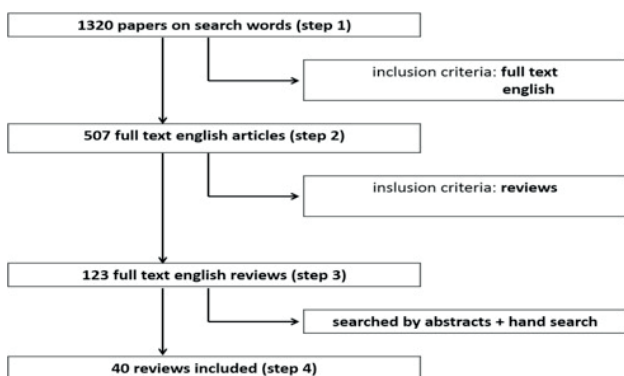 1320 papers on search words (step 1)
inclusion criteria: full text
english
507 full text english articles (step 2)
inslusion criteria: reviews
123 full text english reviews (step 3)
searched by abstracts + hand search
40 reviews included (step 4)